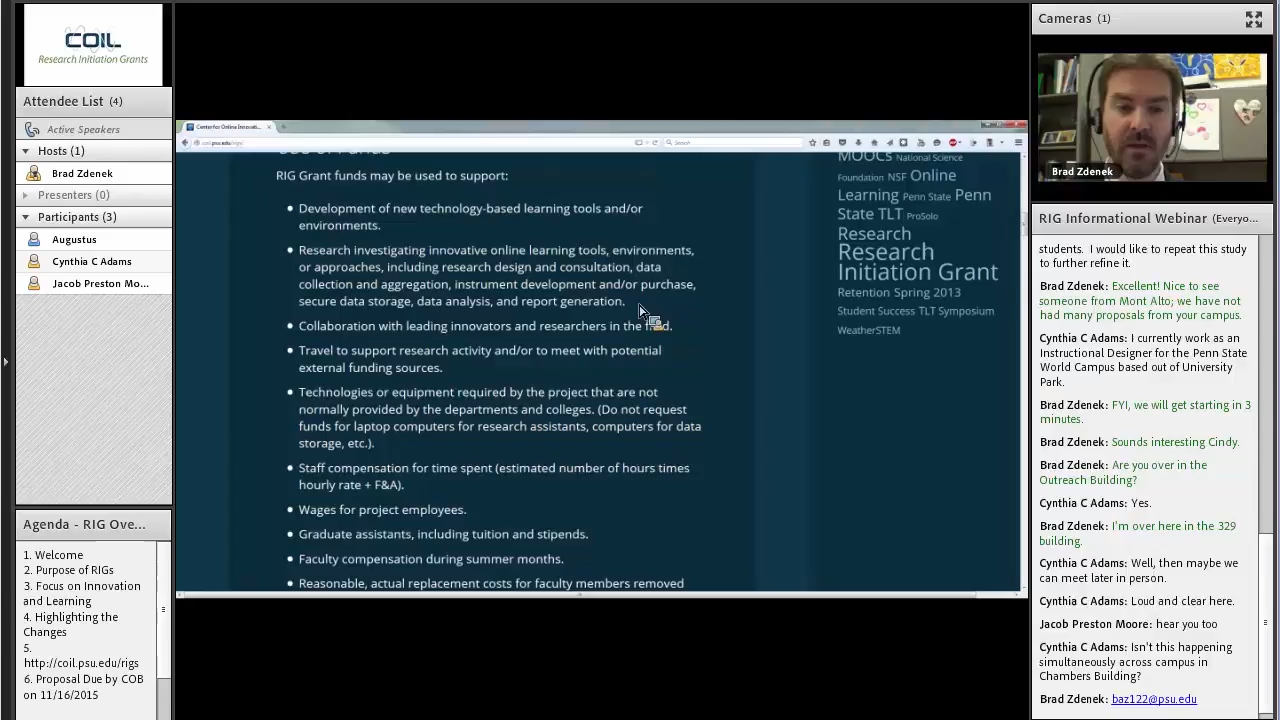 COIL
Research Initiation Grants
Attendee List (4)
Active Speakers
Hosts (1)
Brad Zdenek
Presenters (0)
Participants (3)
Augustus
Cynthia C Adams
Jacob Preston Mo...
Agenda - RIG Ove...
1. Welcome
2. Purpose of RIGs
3. Focus on Innovation
and Learning
4. Highlighting the
Changes
5.
http://coil.psu.edu/rigs
6. Proposal Due by COB
on 11/16/2015
Center for Online Innovati...
coil.psu.edu/rigs
Search
RIG Grant funds may be used to support:
Development of new technology-based learning tools and/or
environments.
Research investigating innovative online learning tools, environments,
or approaches, including research design and consultation, data
collection and aggregation, instrument development and/or purchase,
secure data storage, data analysis, and report generation.
Collaboration with leading innovators and researchers in the
Travel to support research activity and/or to meet with potential
external funding sources.
Technologies or equipment required by the project that are not
normally provided by the departments and colleges. (Do not request
funds for laptop computers for research assistants, computers for data
storage, etc.).
Staff compensation for time spent (estimated number of hours times
hourly rate + F&A).
Wages for project employees.
Graduate assistants, including tuition and stipends.
Faculty compensation during summer months.
Reasonable, actual replacement costs for faculty members removed
MOOCs National Science
Foundation NSF Online
Learning Penn State Penn
State TLT ProSolo
Research
Research
Initiation Grant
Retention Spring 2013
Student Success TLT Symposium
WeatherSTEM
Cameras (1)
Brad Zdenek
RIG Informational Webinar (Everyo...
students. I would like to repeat this study
to further refine it.
Brad Zdenek: Excellent! Nice to see
someone from Mont Alto; we have not
had many proposals from your campus.
Cynthia C Adams: I currently work as an
Instructional Designer for the Penn State
World Campus based out of University
Park.
Brad Zdenek: FYI, we will get starting in 3
minutes.
Brad Zdenek: Sounds interesting Cindy.
Brad Zdenek: Are you over in the
Outreach Building?
Cynthia C Adams: Yes.
Brad Zdenek: I'm over here in the 329
building.
Cynthia C Adams: Well, then maybe we
can meet later in person.
Cynthia C Adams: Loud and clear here.
Jacob Preston Moore: hear you too
Cynthia C Adams: Isn't this happening
simultaneously across campus in
Chambers Building?
Brad Zdenek: baz122@psu.edu